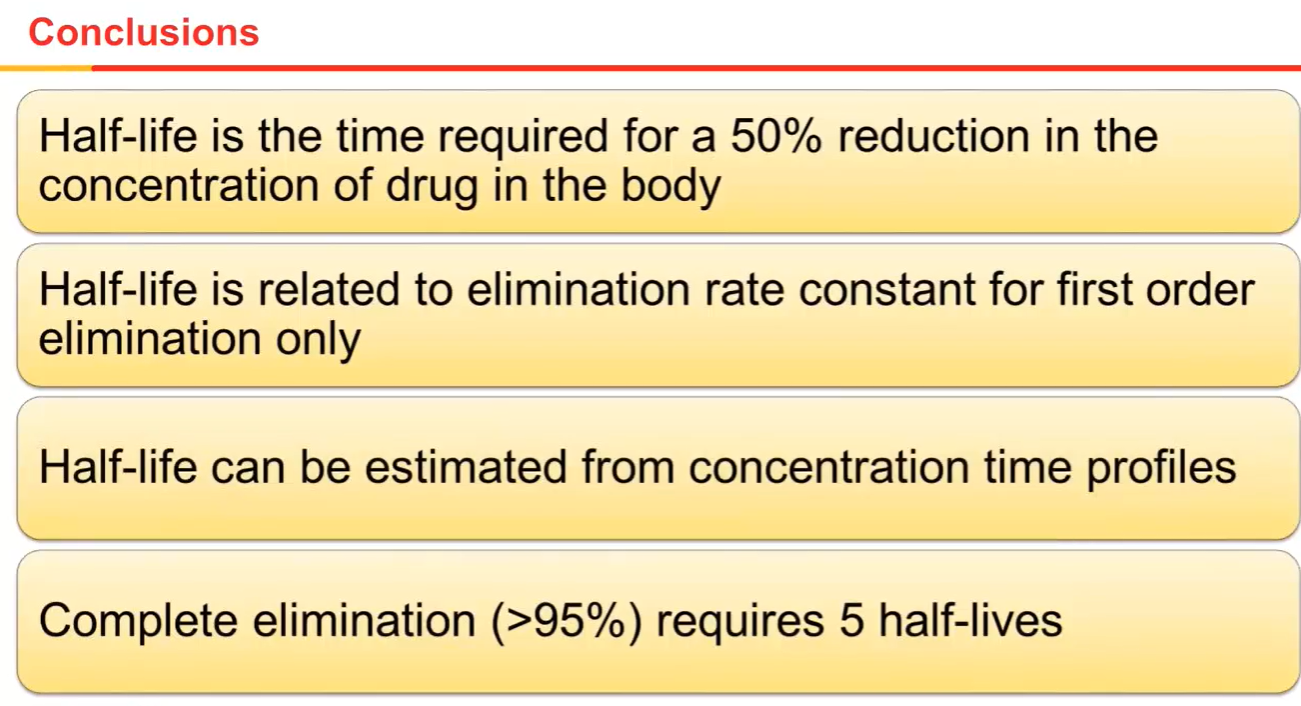 Conclusions
Half-life is the time required for a 50% reduction in the
concentration of drug in the body
Half-life is related to elimination rate constant for first order
elimination only
Half-life can be estimated from concentration time profiles
Complete elimination (>95%) requires 5 half-lives